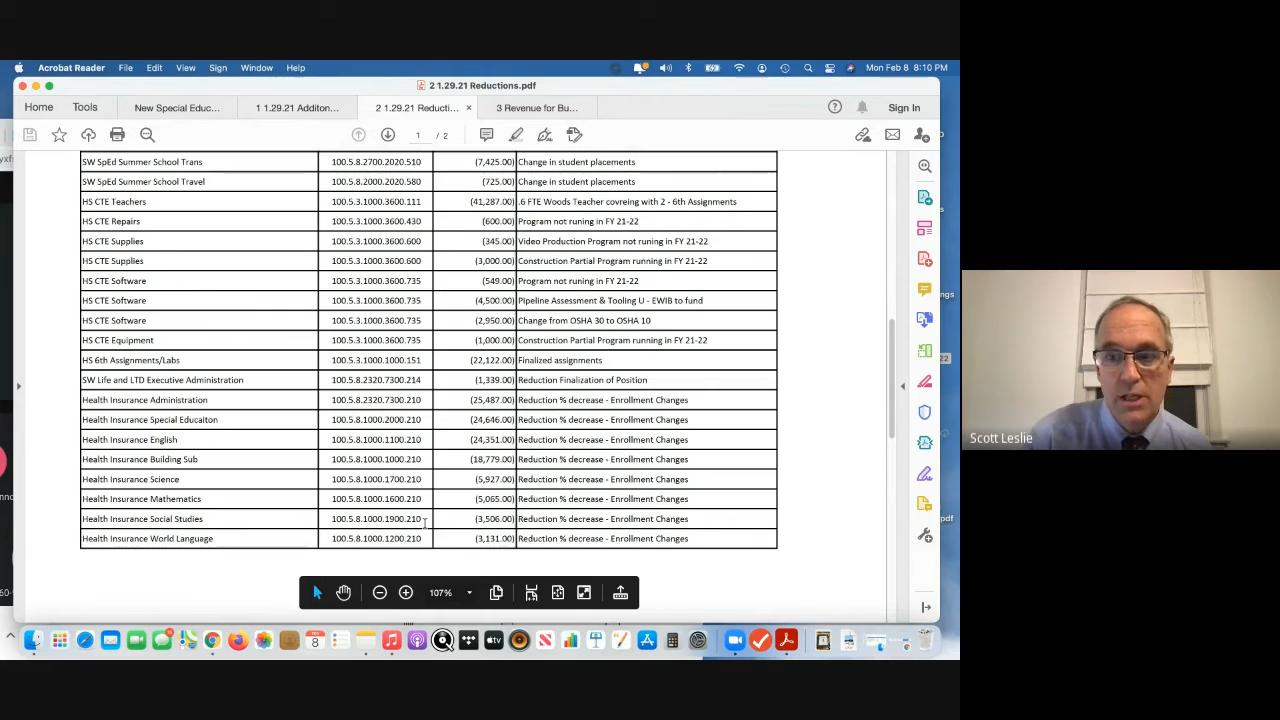 Acrobat Reader File Edit View Sign Window Help Mon Feb 8 8:10 PM
2 1.29.21 Reductions.pdf
Home Tools New Special Educ... 1 1.29.21 Additon... 2 1.29.21 Reducti... × 3 Revenue for Bu... Sign In
1 / 2
SW SpEd Summer School Trans 100.5.8.2700.2020.510 (7,425.00) Change in student placements
SW SpEd Summer School Travel 100.5.8.2000.2020.580 (725.00) Change in student placements
HS CTE Teachers 100.5.3.1000.3600.111 (41,287.00) .6 FTE Woods Teacher covreing with 2 - 6th Assignments
HS CTE Repairs 100.5.3.1000.3600.430 (600.00) Program not runing in FY 21-22
HS CTE Supplies 100.5.3.1000.3600.600 (345.00) Video Production Program not runing in FY 21-22
HS CTE Supplies 100.5.3.1000.3600.600 (3,000.00) Construction Partial Program running in FY 21-22
HS CTE Software 100.5.3.1000.3600.735 (549.00) Program not runing in FY 21-22
HS CTE Software 100.5.3.1000.3600.735 (4,500.00) Pipeline Assessment & Tooling U - EWIB to fund
HS CTE Software 100.5.3.1000.3600.735 (2,950.00) Change from OSHA 30 to OSHA 10
HS CTE Equipment 100.5.3.1000.3600.735 (1,000.00) Construction Partial Program running in FY 21-22
HS 6th Assignments/Labs 100.5.3.1000.1000.151 (22,122.00) Finalized assignments
SW Life and LTD Executive Administration 100.5.8.2320.7300.214 (1,339.00) Reduction Finalization of Position
Health Insurance Administration 100.5.8.2320.7300.210 (25,487.00) Reduction % decrease - Enrollment Changes
Health Insurance Special Educaiton 100.5.8.1000.2000.210 (24,646.00) Reduction % decrease - Enrollment Changes
Health Insurance English 100.5.8.1000.1100.210 (24,351.00) Reduction % decrease - Enrollment Changes
Health Insurance Building Sub 100.5.8.1000.1000.210 (18,779.00) Reduction % decrease - Enrollment Changes
Health Insurance Science 100.5.8.1000.1700.210 (5,927.00) Reduction % decrease - Enrollment Changes
Health Insurance Mathematics 100.5.8.1000.1600.210 (5,065.00) Reduction % decrease - Enrollment Changes
Health Insurance Social Studies 100.5.8.1000.1900.210 (3,506.00) Reduction % decrease - Enrollment Changes
Health Insurance World Language 100.5.8.1000.1200.210 (3,131.00) Reduction % decrease - Enrollment Changes
107%
Scott Leslie